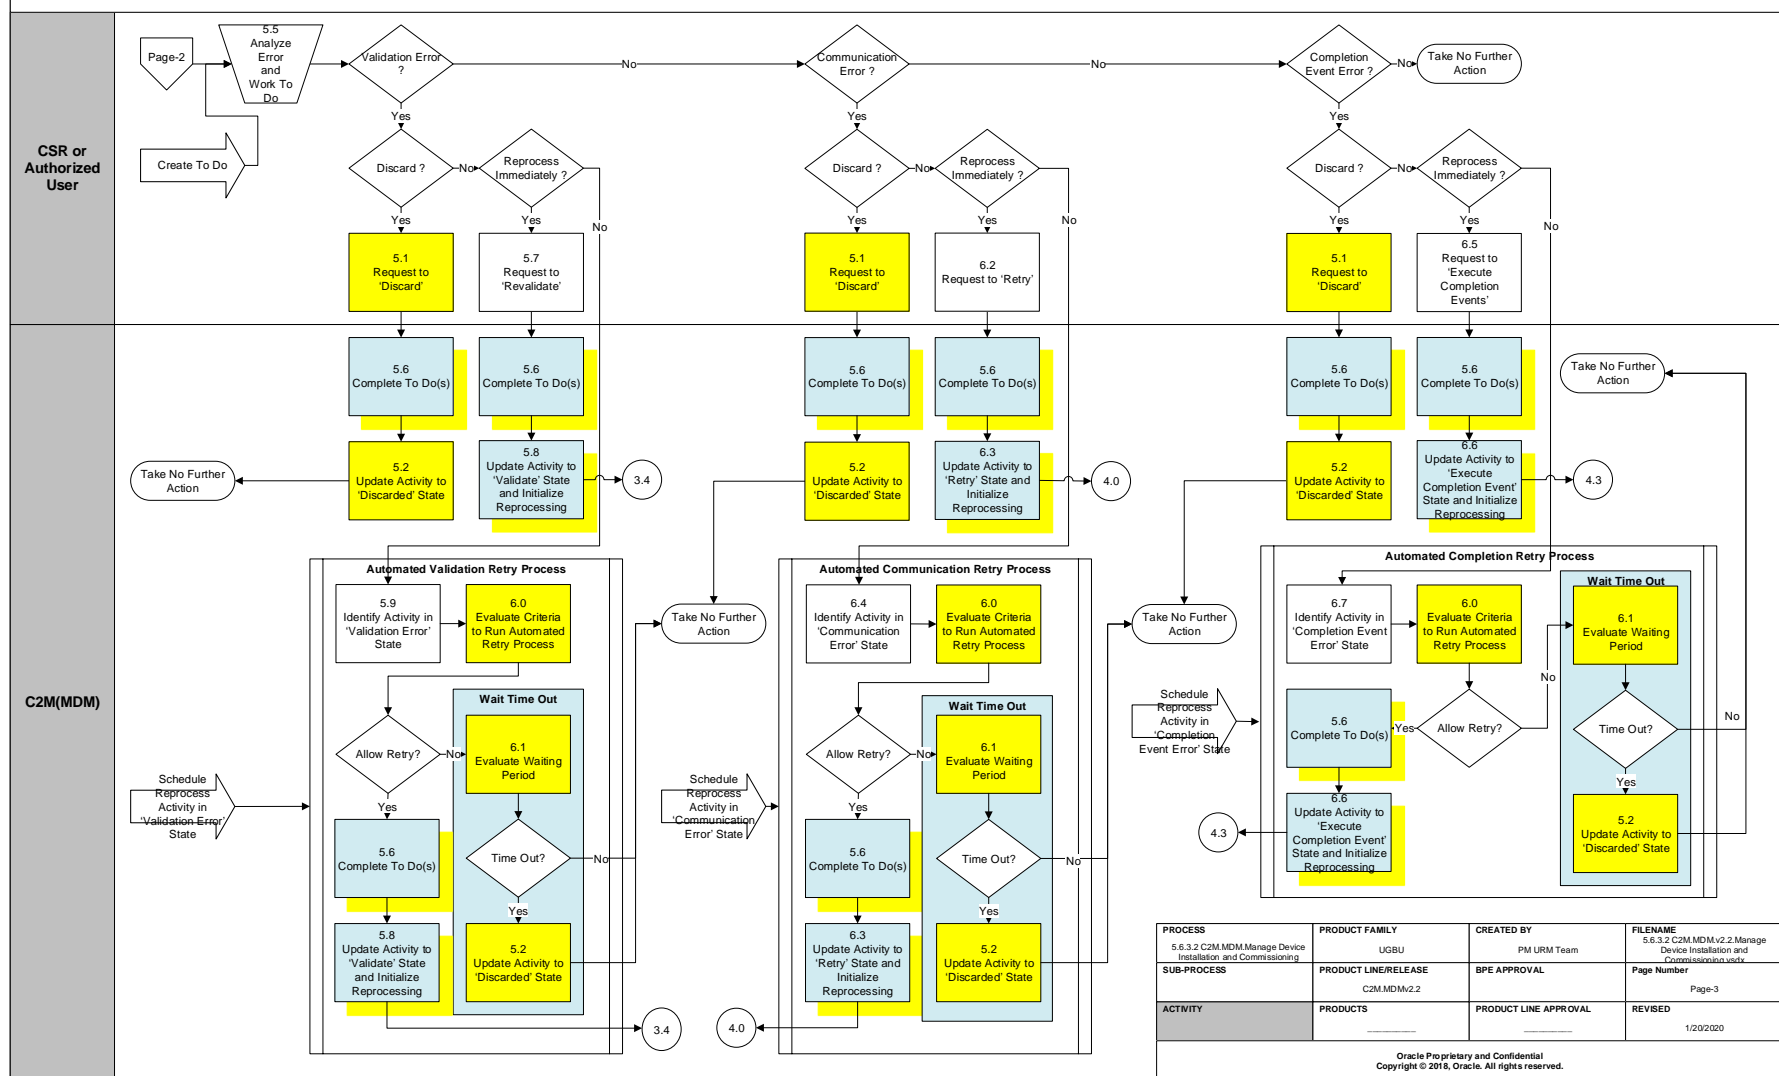 CSR or
Authorized
User
Page-2
5.5
Analyze
Error
and
Work To
Do
Create To Do
Validation Error
?
No
Communication
Error ?
No
Completion
Event Error ?
No
Take No Further
Action
Yes
Yes
Yes
Discard ?
No
Reprocess
Immediately ?
No
Discard ?
No
Reprocess
Immediately ?
No
Discard ?
No
Reprocess
Immediately ?
No
Yes
Yes
Yes
Yes
Yes
Yes
5.1
Request to
‘Discard’
5.7
Request to
‘Revalidate’
5.1
Request to
‘Discard’
6.2
Request to ‘Retry’
5.1
Request to
‘Discard’
6.5
Request to
‘Execute
Completion
Events’
C2M(MDM)
5.6
Complete To Do(s)
5.6
Complete To Do(s)
5.6
Complete To Do(s)
5.6
Complete To Do(s)
5.6
Complete To Do(s)
5.6
Complete To Do(s)
Take No Further
Action
Take No Further
Action
5.2
Update Activity to
‘Discarded’ State
5.8
Update Activity to
‘Validate’ State
and Initialize
Reprocessing
3.4
5.2
Update Activity to
‘Discarded’ State
6.3
Update Activity to
‘Retry’ State and
Initialize
Reprocessing
4.0
5.2
Update Activity to
‘Discarded’ State
6.6
Update Activity to
‘Execute
Completion Event’
State and Initialize
Reprocessing
4.3
Automated Validation Retry Process
5.9
Identify Activity in
‘Validation Error’
State
6.0
Evaluate Criteria
to Run Automated
Retry Process
Take No Further
Action
Allow Retry?
No
Yes
Wait Time Out
6.1
Evaluate Waiting
Period
Time Out?
No
Yes
5.2
Update Activity to
‘Discarded’ State
5.6
Complete To Do(s)
5.8
Update Activity to
‘Validate’ State
and Initialize
Reprocessing
3.4
Schedule
Reprocess
Activity in
‘Validation Error’
State
Automated Communication Retry Process
6.4
Identify Activity in
‘Communication
Error’ State
6.0
Evaluate Criteria
to Run Automated
Retry Process
Take No Further
Action
Allow Retry?
No
Yes
Wait Time Out
6.1
Evaluate Waiting
Period
Time Out?
No
Yes
5.2
Update Activity to
‘Discarded’ State
5.6
Complete To Do(s)
6.3
Update Activity to
‘Retry’ State and
Initialize
Reprocessing
4.0
Schedule
Reprocess
Activity in
‘Communication
Error’ State
Automated Completion Retry Process
6.7
Identify Activity in
‘Completion Event
Error’ State
6.0
Evaluate Criteria
to Run Automated
Retry Process
Wait Time Out
6.1
Evaluate Waiting
Period
No
Allow Retry?
Yes
5.6
Complete To Do(s)
Time Out?
No
Yes
5.2
Update Activity to
‘Discarded’ State
6.6
Update Activity to
‘Execute
Completion Event’
State and Initialize
Reprocessing
4.3
Schedule
Reprocess
Activity in
‘Completion
Event Error’ State
PROCESS
5.6.3.2 C2M.MDM.Manage Device
Installation and Commissioning
PRODUCT FAMILY
UGBU
CREATED BY
PM URM Team
FILENAME
5.6.3.2 C2M.MDM.v2.2.Manage
Device Installation and
Commissioning.vsdx
SUB-PROCESS
PRODUCT LINE/RELEASE
C2M.MDMv2.2
BPE APPROVAL
Page Number
Page-3
ACTIVITY
PRODUCTS
PRODUCT LINE APPROVAL
REVISED
1/20/2020
Oracle Proprietary and Confidential
Copyright © 2018, Oracle. All rights reserved.